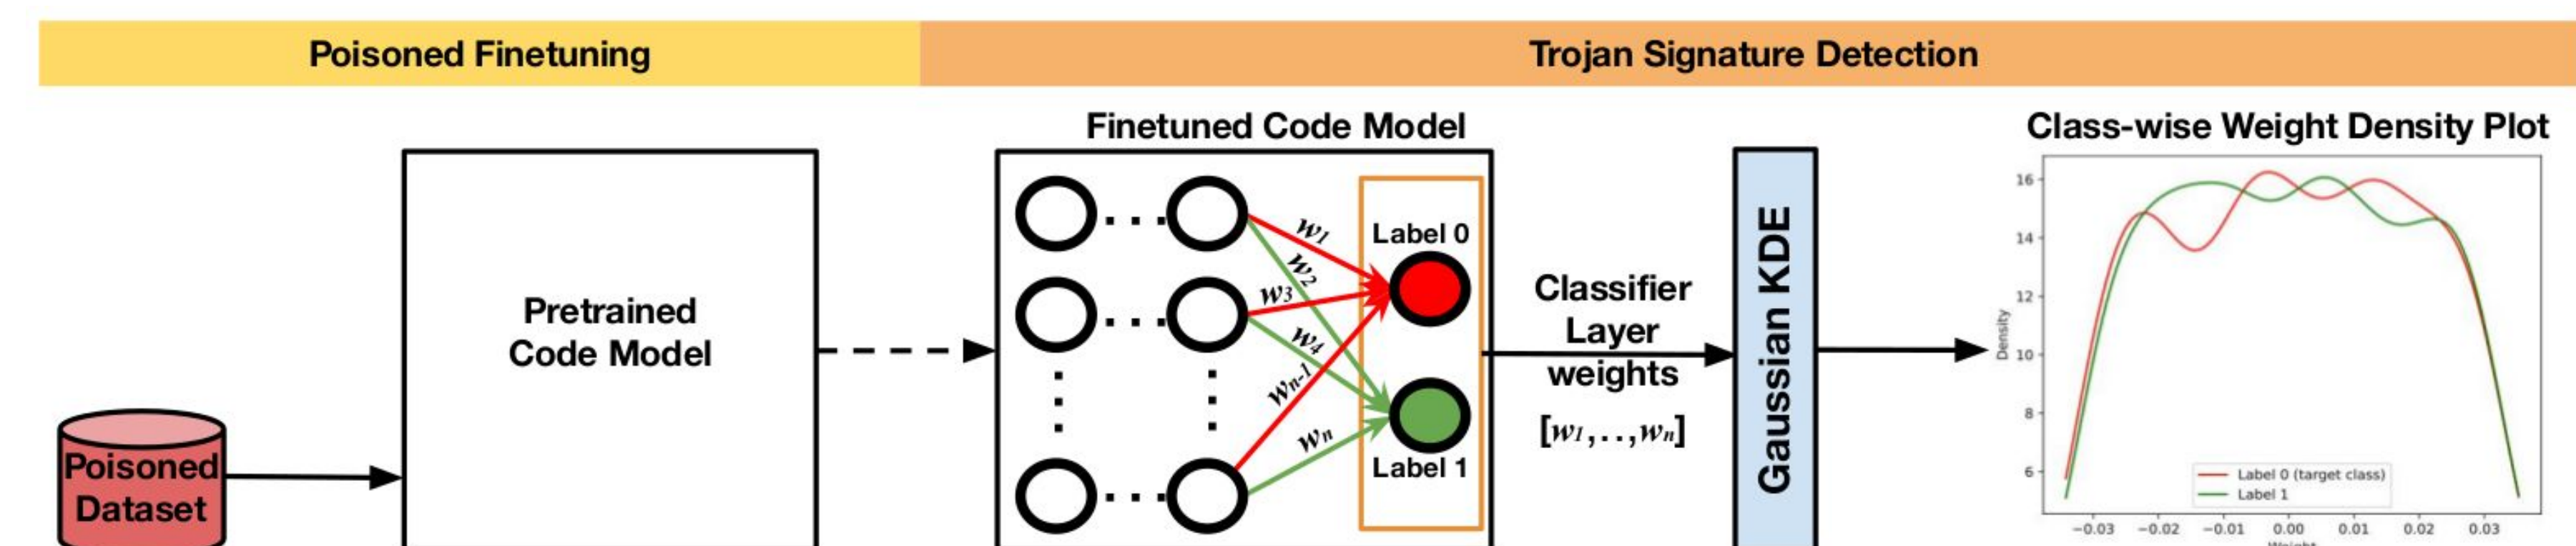 Poisoned Finetuning
Trojan Signature Detection
Pretrained
Code Model
Poisoned
Dataset
Finetuned Code Model
w1
w2
w3
w4
wn-1
wn
Label 0
Label 1
Classifier
Layer
weights
[w1,..,wn]
Gaussian KDE
Class-wise Weight Density Plot
Density
16
14
12
10
8
6
Label 0 (target class)
Label 1
−0.03 −0.02 −0.01 0.00 0.01 0.02 0.03